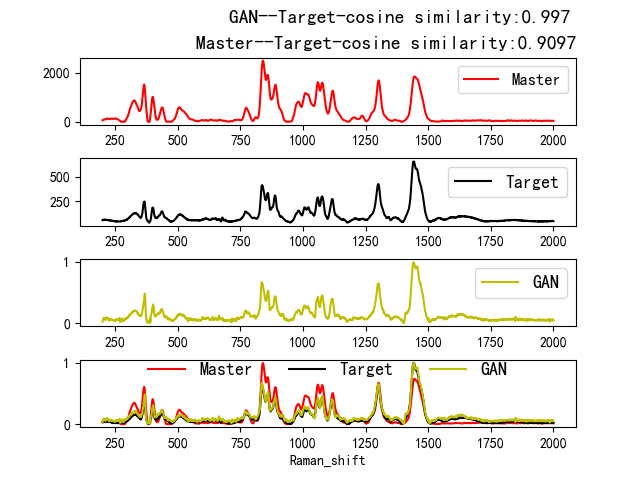 GAN--Target-cosine similarity:0.997
Master--Target-cosine similarity:0.9097
2000
0
Master
250 500 750 1000 1250 1500 1750 2000
500
250
Target
250 500 750 1000 1250 1500 1750 2000
1
0
GAN
250 500 750 1000 1250 1500 1750 2000
1
0
Master Target GAN
250 500 750 1000 1250 1500 1750 2000
Raman_shift